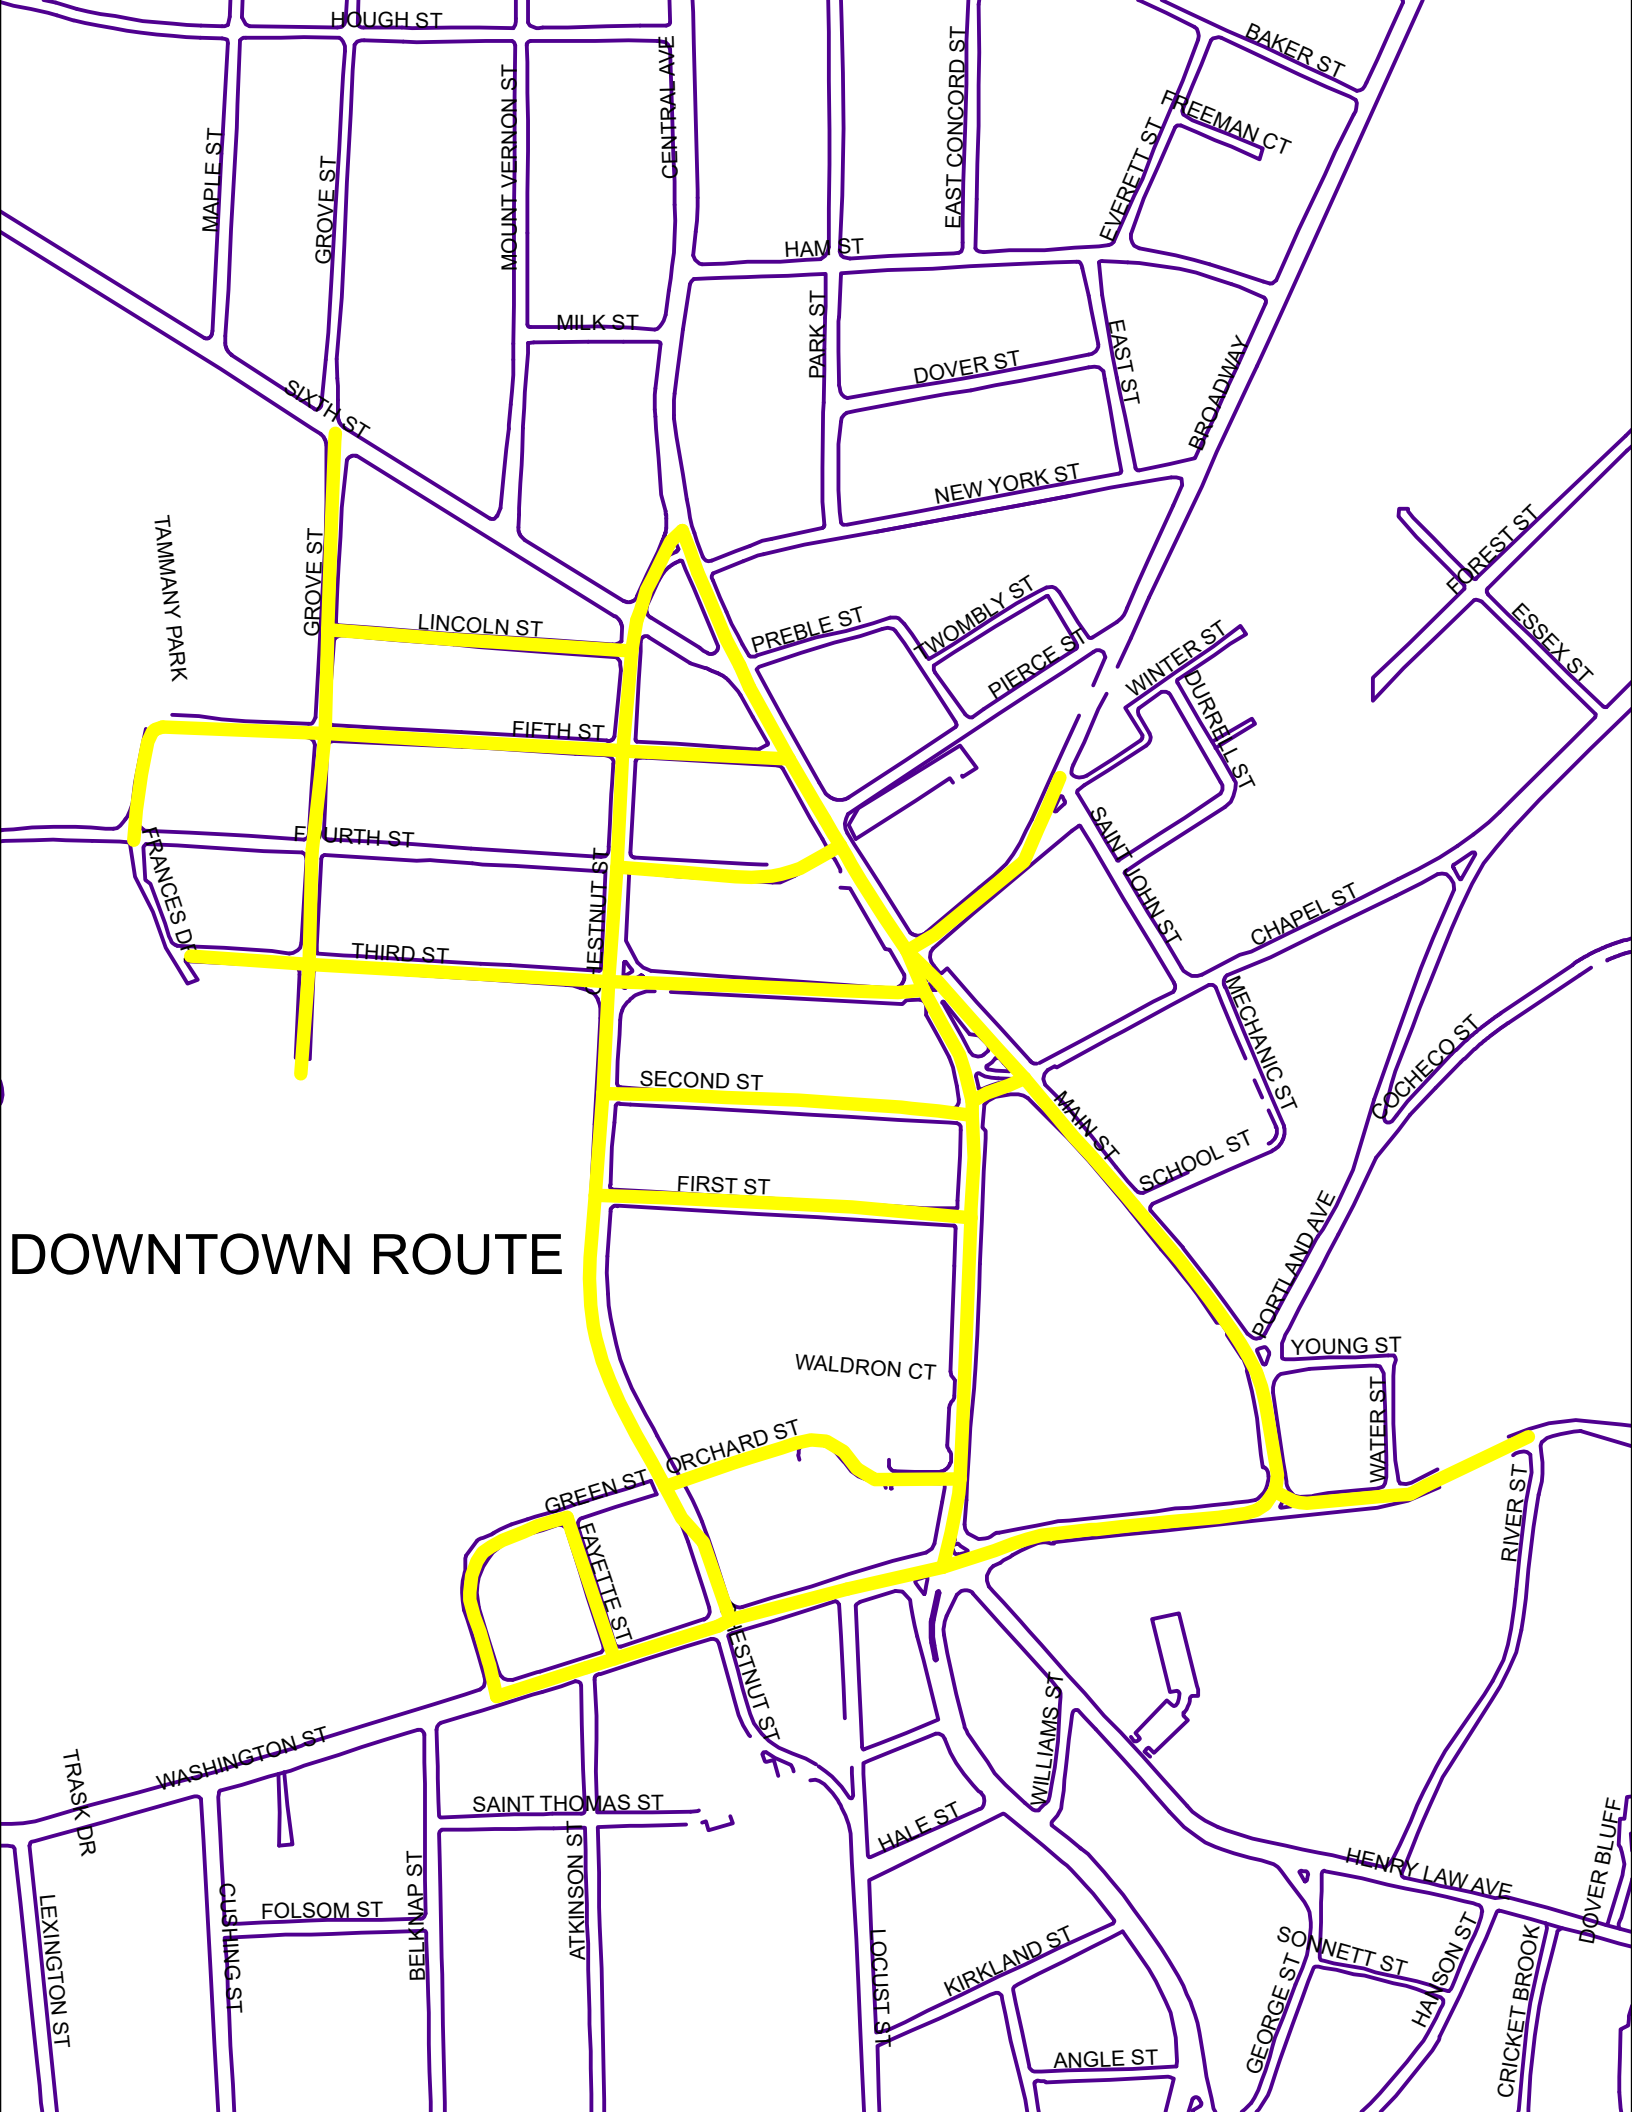 HOUGH ST
BAKER ST
FREEMAN CT
MAPLE ST
GROVE ST
MOUNT VERNON ST
CENTRAL AVE
EAST CONCORD ST
EVERETT ST
HAM ST
MILK ST
PARK ST
DOVER ST
EAST ST
BROADWAY
SIXTH ST
NEW YORK ST
TAMMANY PARK
GROVE ST
LINCOLN ST
PREBLE ST
TWOMBLY ST
PIERCE ST
WINTER ST
DURRELL ST
FOREST ST
ESSEX ST
FIFTH ST
FOURTH ST
FRANCES DR
THIRD ST
CHESTNUT ST
SAINT JOHN ST
CHAPEL ST
MECHANIC ST
COCHECO ST
SECOND ST
MAIN ST
SCHOOL ST
FIRST ST
DOWNTOWN ROUTE
PORTLAND AVE
WALDRON CT
YOUNG ST
WATER ST
ORCHARD ST
GREEN ST
FAYETTE ST
RIVER ST
CHESTNUT ST
WILLIAMS ST
WASHINGTON ST
TRASK DR
SAINT THOMAS ST
HALE ST
HENRY LAW AVE
DOVER BLUFF
LEXINGTON ST
CUSHING ST
FOLSOM ST
BELKNAP ST
ATKINSON ST
LOCUST ST
KIRKLAND ST
SONNETT ST
GEORGE ST
HANSON ST
CRICKET BROOK
ANGLE ST